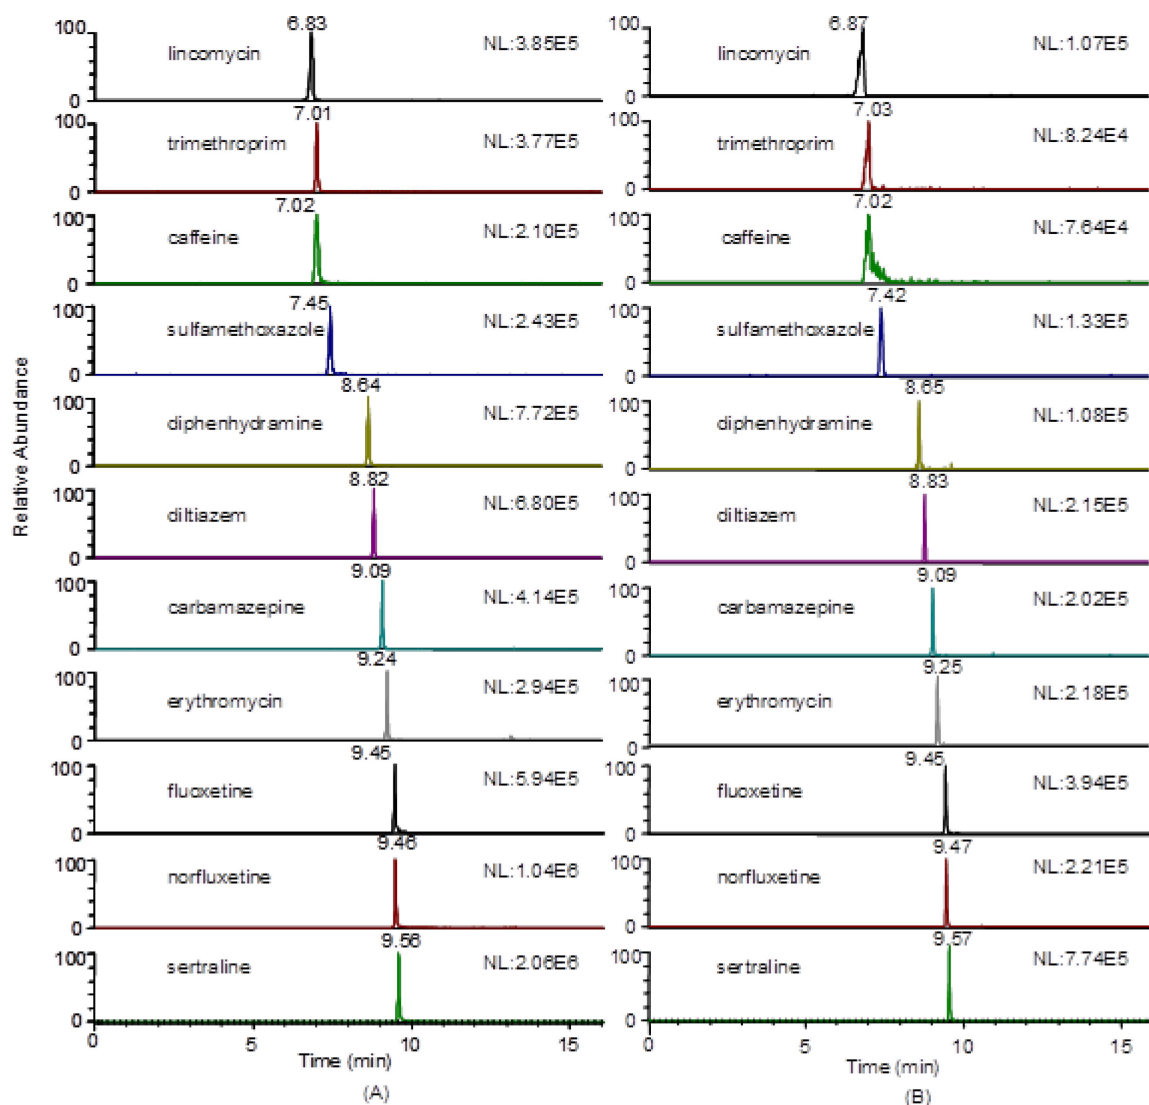 Relative Abundance
100
6.83
lincomycin
NL:3.85E5
0
7.01
100
trimethroprim
NL:3.77E5
0
7.02
100
caffeine
NL:2.10E5
0
7.45
100
sulfamethoxazole
NL:2.43E5
0
8.64
100
diphenhydramine
NL:7.72E5
0
8.82
100
diltiazem
NL:6.80E5
0
9.09
100
carbamazepine
NL:4.14E5
0
9.24
100
erythromycin
NL:2.94E5
0
9.45
100
fluoxetine
NL:5.94E5
0
9.46
100
norfluxetine
NL:1.04E6
0
9.56
100
sertraline
NL:2.06E6
0
0 5 10 15
Time (min)
(A)
100
6.87
lincomycin
NL:1.07E5
0
7.03
100
trimethroprim
NL:8.24E4
0
7.02
100
caffeine
NL:7.64E4
0
7.42
100
sulfamethoxazole
NL:1.33E5
0
8.65
100
diphenhydramine
NL:1.08E5
0
8.83
100
diltiazem
NL:2.15E5
0
9.09
100
carbamazepine
NL:2.02E5
0
9.25
100
erythromycin
NL:2.18E5
0
9.45
100
fluoxetine
NL:3.94E5
0
9.47
100
norfluxetine
NL:2.21E5
0
9.57
100
sertraline
NL:7.74E5
0
0 5 10 15
Time (min)
(B)